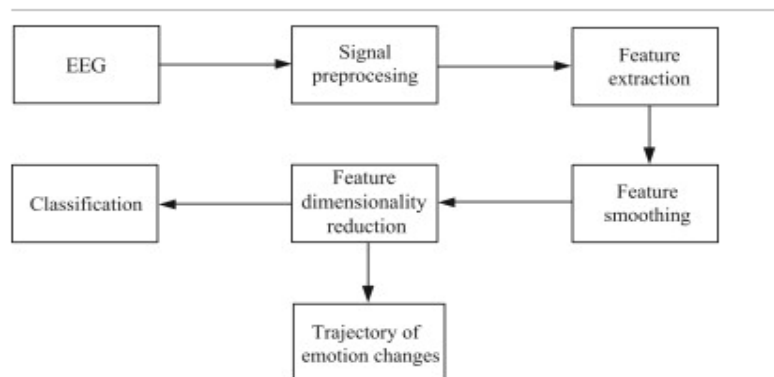 EEG
Signal
preprocesing
Feature
extraction
Feature
smoothing
Feature
dimensionality
reduction
Classification
Trajectory of
emotion changes